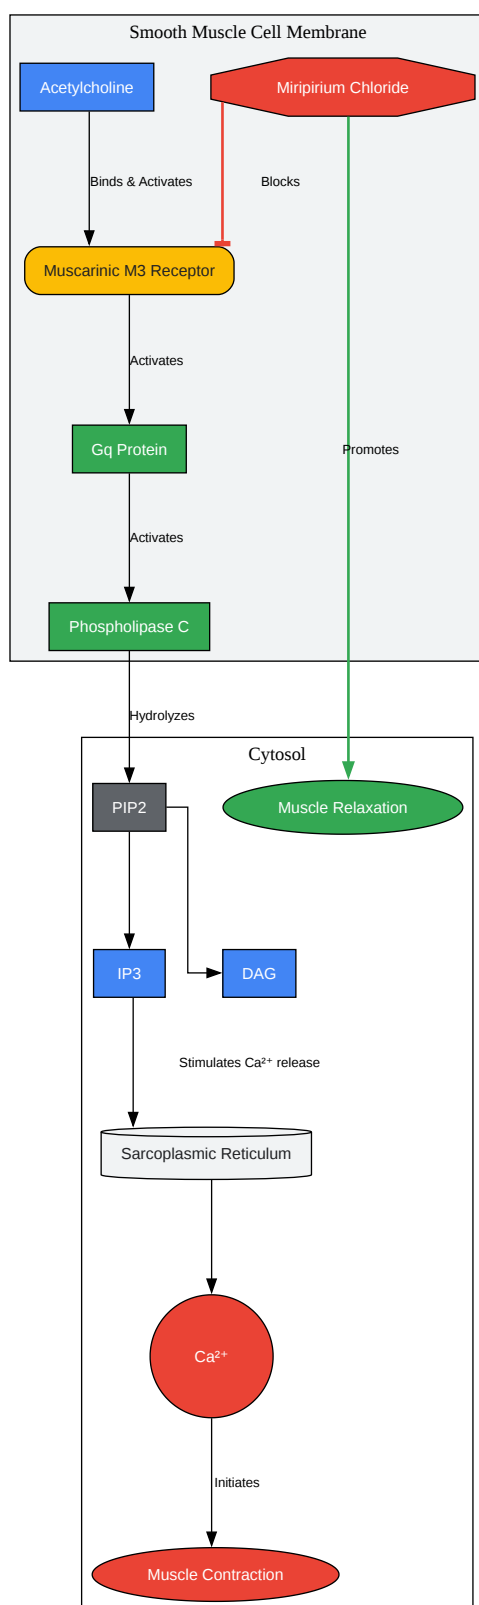 Smooth Muscle Cell Membrane
Acetylcholine
Miripirium Chloride
Binds & Activates
Blocks
Muscarinic M3 Receptor
Activates
Gq Protein
Promotes
Activates
Phospholipase C
Hydrolyzes
Cytosol
PIP2
Muscle Relaxation
IP3
DAG
Stimulates Ca²⁺ release
Sarcoplasmic Reticulum
Ca²⁺
Initiates
Muscle Contraction